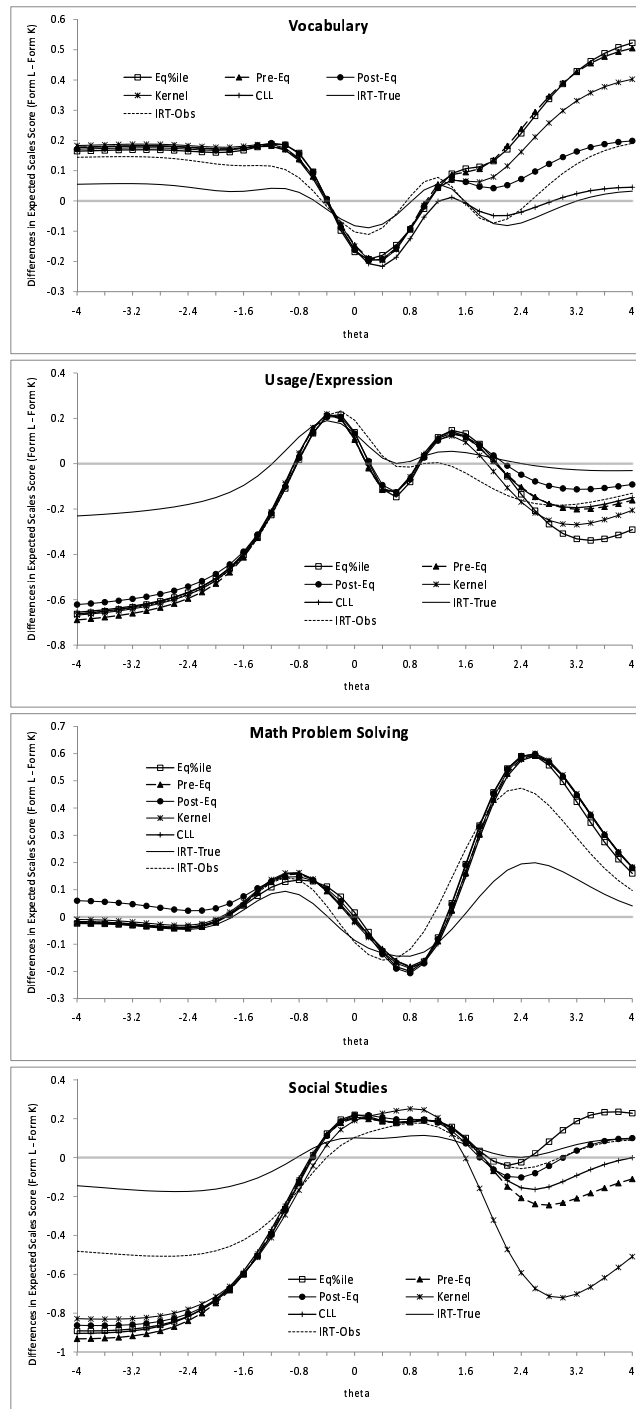 Vocabulary
Differences in Expected Scales Score (Form L – Form K)
0.6
0.5
0.4
0.3
0.2
0.1
0
-0.1
-0.2
-0.3
Eq%ile Pre-Eq Post-Eq
Kernel CLL IRT-True
IRT-Obs
-4 -3.2 -2.4 -1.6 -0.8 0 0.8 1.6 2.4 3.2 4
theta
Usage/Expression
Differences in Expected Scales Score (Form L – Form K)
0.4
0.2
0
-0.2
-0.4
-0.6
-0.8
Eq%ile Pre-Eq
Post-Eq Kernel
CLL IRT-True
IRT-Obs
-4 -3.2 -2.4 -1.6 -0.8 0 0.8 1.6 2.4 3.2 4
theta
Math Problem Solving
Differences in Expected Scales Score (Form L – Form K)
0.7
0.6
0.5
0.4
0.3
0.2
0.1
0
-0.1
-0.2
-0.3
Eq%ile
Pre-Eq
Post-Eq
Kernel
CLL
IRT-True
IRT-Obs
-4 -3.2 -2.4 -1.6 -0.8 0 0.8 1.6 2.4 3.2 4
theta
Social Studies
Differences in Expected Scales Score (Form L – Form K)
0.4
0.2
0
-0.2
-0.4
-0.6
-0.8
-1
Eq%ile Pre-Eq
Post-Eq Kernel
CLL IRT-True
IRT-Obs
-4 -3.2 -2.4 -1.6 -0.8 0 0.8 1.6 2.4 3.2 4
theta